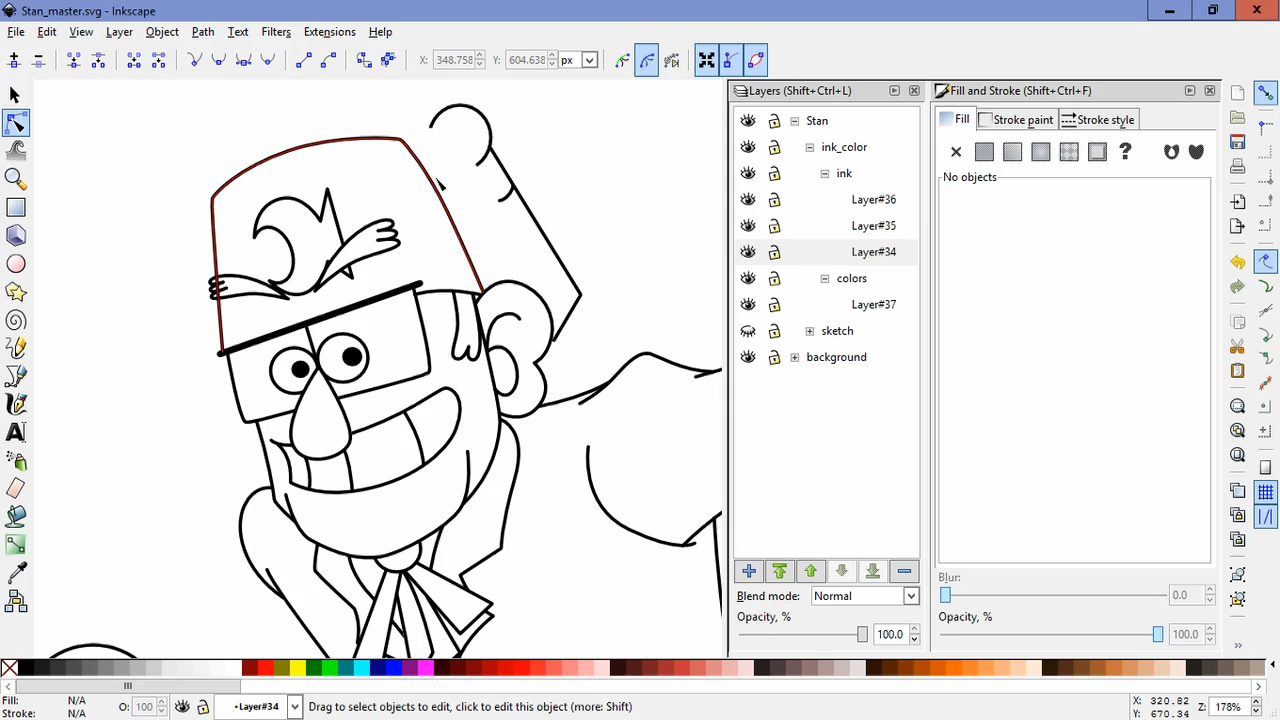 Stan_master.svg - Inkscape
File Edit View Layer Object Path Filters Text Extensions Help
X: 348.758 Y: 604.638 px
Layers (Shift+Ctrl+L)
Fill and Stroke (Shift+Ctrl+F)
Stan
Fill Stroke paint Stroke style
ink_color
ink
?
No objects
Layer#36
Layer#35
Layer#34
colors
Layer#37
sketch
background
Blur:
0.0
Blend mode: Normal
Opacity, %
100.0
Opacity, %
100.0
Fill: N/A
Stroke: N/A
O: 100
•Layer#34
Drag to select objects to edit, click to edit this object (more: Shift)
X: 320.82
Y: 670.34
Z: 178%